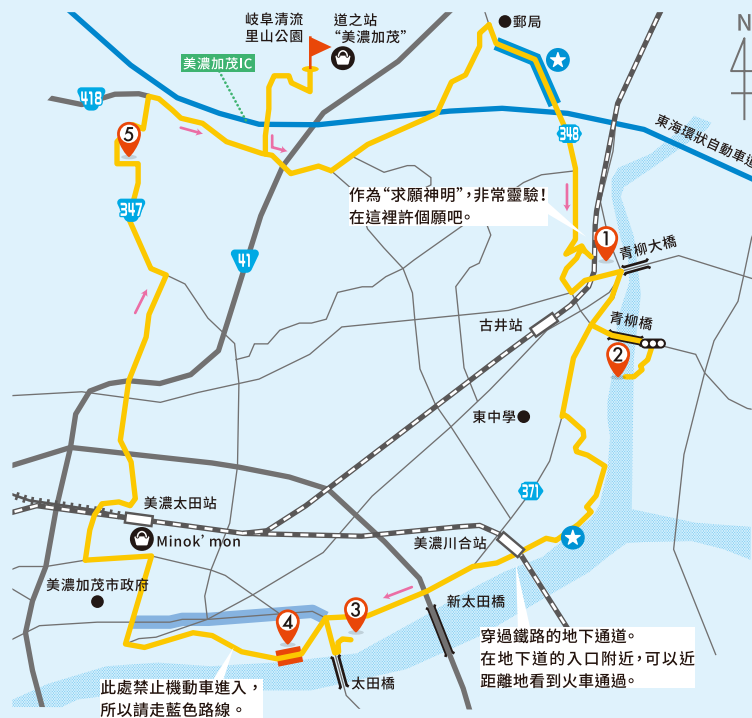 岐阜清流
里山公園
道之站
“美濃加茂”
郵局
N
美濃加茂IC
418
東海環狀自動車道
348
5
作為“求願神明”，非常靈驗！
在這裡許個願吧。
347
1
青柳大橋
41
青柳橋
古井站
2
東中學
371
美濃太田站
Minok’mon
美濃川合站
美濃加茂市政府
新太田橋
3
4
穿過鐵路的地下通道。
在地下道的入口附近，可以近
距離地看到火車通過。
太田橋
此處禁止機動車進入，
所以請走藍色路線。